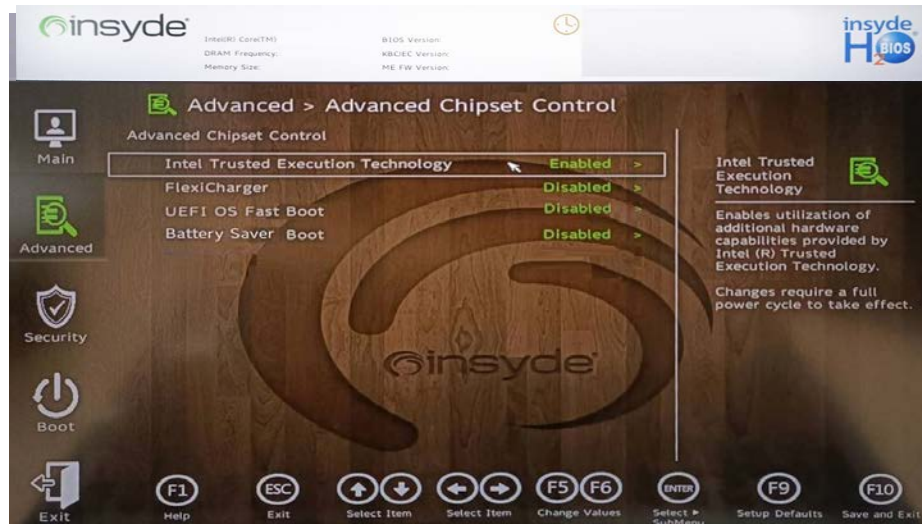 insyde
Intel(R) Core(TM)
DRAM Frequency:
Memory Size:
BIOS Version:
KBC/EC Version:
ME FW Version:
insyde
H2O BIOS
Advanced > Advanced Chipset Control
Advanced Chipset Control
Intel Trusted Execution Technology Enabled >
FlexiCharger Disabled >
UEFI OS Fast Boot Disabled >
Battery Saver Boot Disabled >
Main
Advanced
Security
Boot
Exit
Intel Trusted
Execution
Technology
Enables utilization of
additional hardware
capabilities provided by
Intel (R) Trusted
Execution Technology.
Changes require a full
power cycle to take effect.
insyde
F1 Help
ESC Exit
Select Item
Select Item
F5 F6 Change Values
ENTER Select ► SubMenu
F9 Setup Defaults
F10 Save and Exit